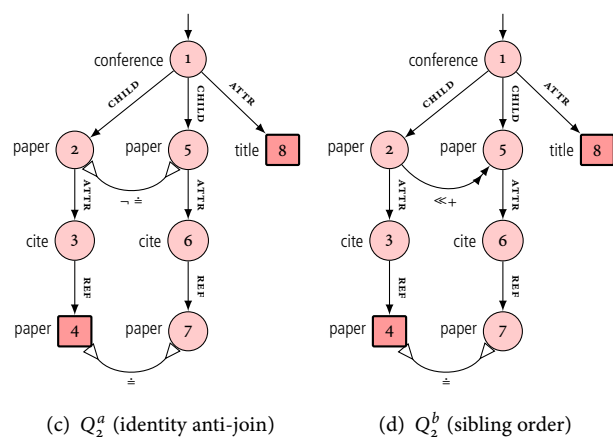 conference 1 conference 1
CHILD CHILD ATTR CHILD CHILD ATTR
paper 2 paper 5 title 8 paper 2 paper 5 title 8
¬ ≐ ≪+
ATTR ATTR ATTR ATTR
cite 3 cite 6 cite 3 cite 6
REF REF REF REF
paper 4 paper 7 paper 4 paper 7
≐ ≐
(c) Q₂ᵃ (identity anti-join) (d) Q₂ᵇ (sibling order)